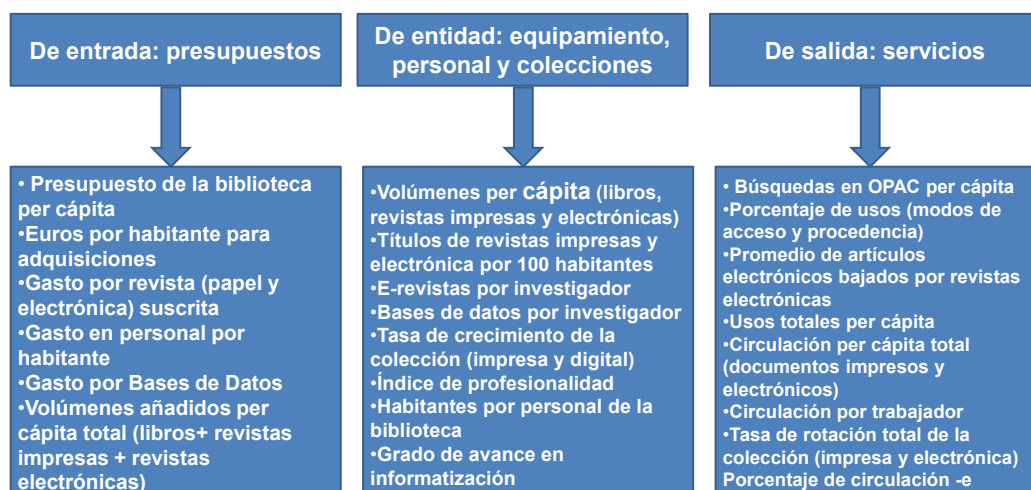 De entrada: presupuestos
• Presupuesto de la biblioteca
per cápita
•Euros por habitante para
adquisiciones
•Gasto por revista (papel y
electrónica) suscrita
•Gasto en personal por
habitante
•Gasto por Bases de Datos
•Volúmenes añadidos per
cápita total (libros+ revistas
impresas + revistas
electrónicas)
De entidad: equipamiento,
personal y colecciones
•Volúmenes per cápita (libros,
revistas impresas y electrónicas)
•Títulos de revistas impresas y
electrónica por 100 habitantes
•E-revistas por investigador
•Bases de datos por investigador
•Tasa de crecimiento de la
colección (impresa y digital)
•Índice de profesionalidad
•Habitantes por personal de la
biblioteca
•Grado de avance en
informatización
De salida: servicios
• Búsquedas en OPAC per cápita
•Porcentaje de usos (modos de
acceso y procedencia)
•Promedio de artículos
electrónicos bajados por revistas
electrónicas
•Usos totales per cápita
•Circulación per cápita total
(documentos impresos y
electrónicos)
•Circulación por trabajador
•Tasa de rotación total de la
colección (impresa y electrónica)
Porcentaje de circulación -e